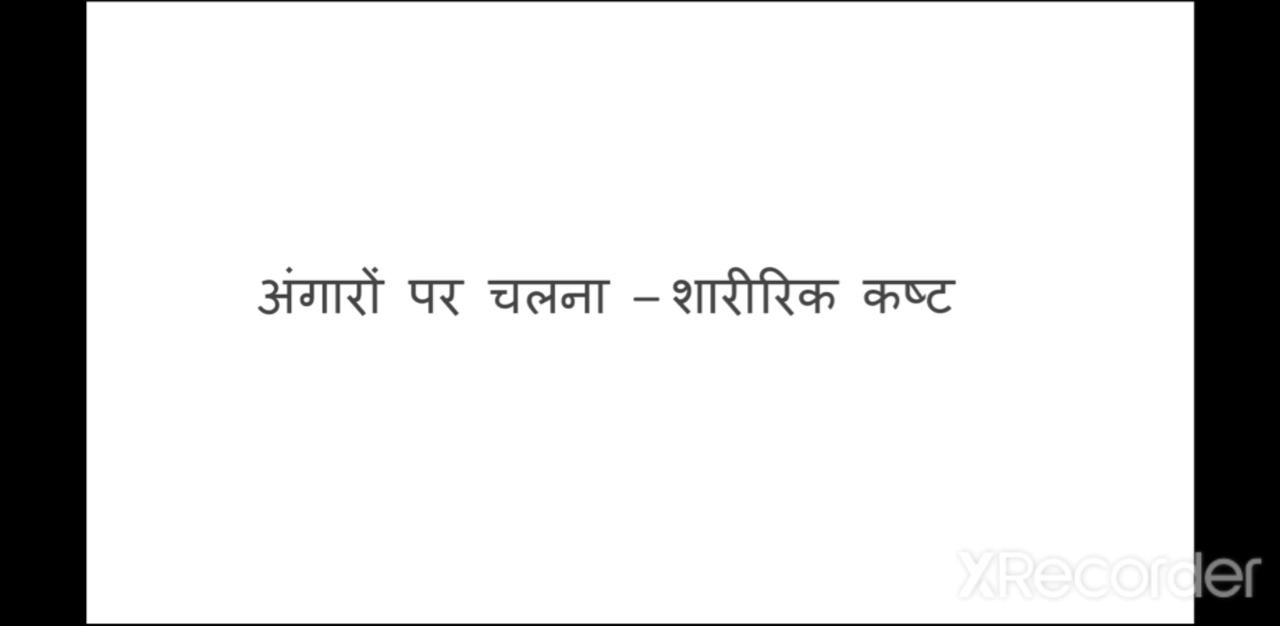 अंगारों पर चलना – शारीरिक कष्ट
XRecorder